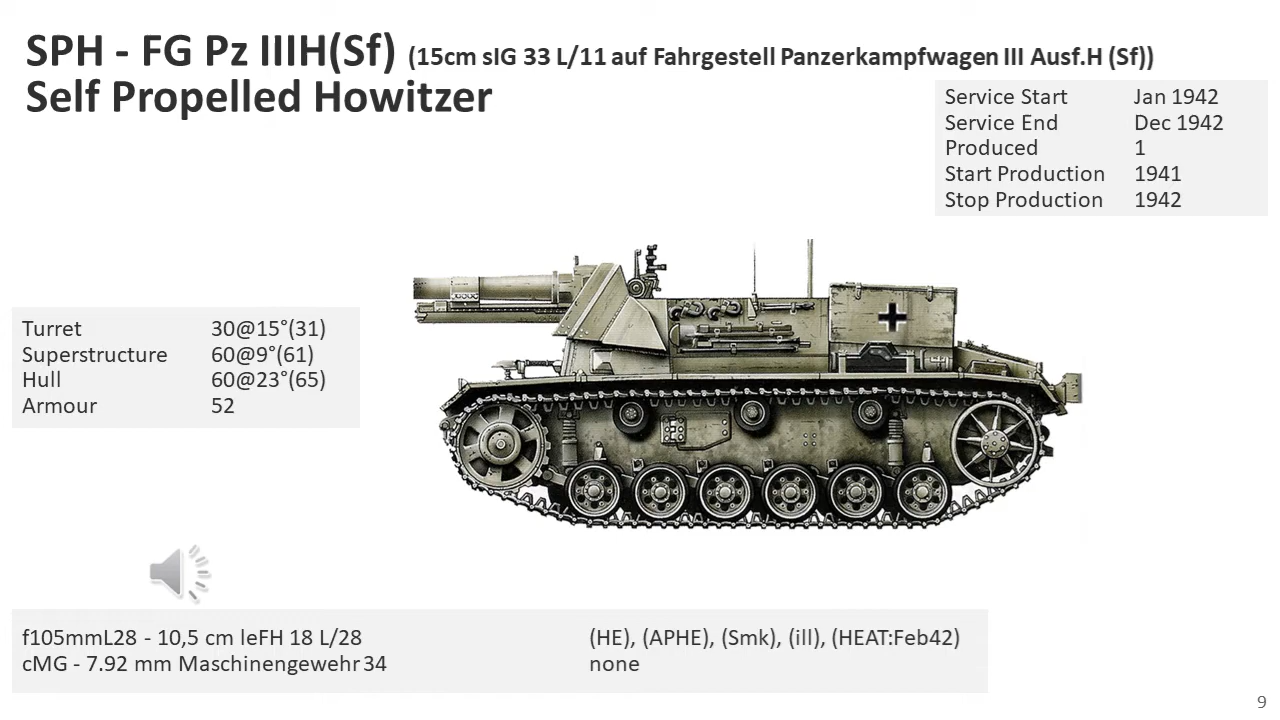 SPH - FG Pz IIIH(Sf) (15cm sIG 33 L/11 auf Fahrgestell Panzerkampfwagen III Ausf.H (Sf))
Self Propelled Howitzer
Service Start Jan 1942
Service End Dec 1942
Produced 1
Start Production 1941
Stop Production 1942
Turret 30@15°(31)
Superstructure 60@9°(61)
Hull 60@23°(65)
Armour 52
f105mmL28 - 10,5 cm leFH 18 L/28 (HE), (APHE), (Smk), (ill), (HEAT:Feb42)
cMG - 7.92 mm Maschinengewehr 34 none
9